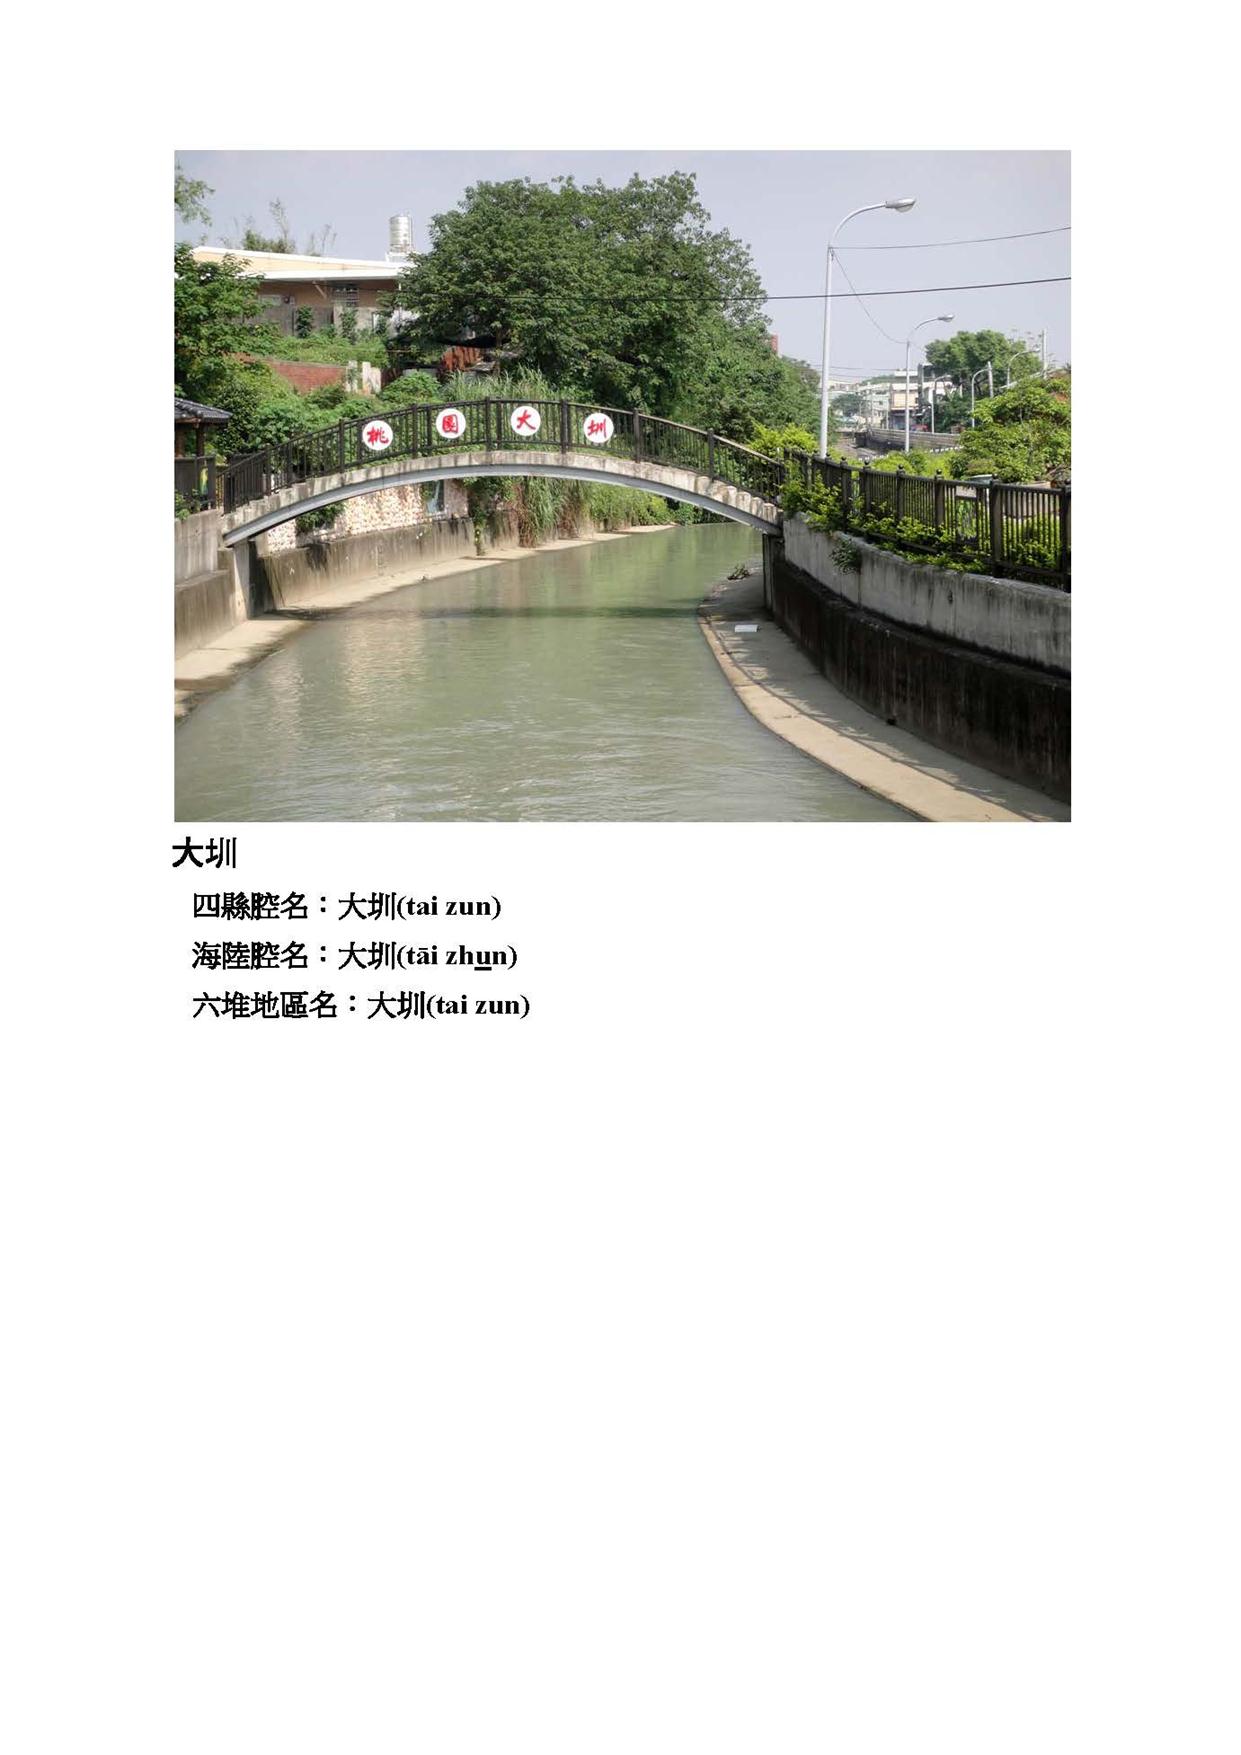 桃園大圳
大圳
四縣腔名：大圳(tai zun)
海陸腔名：大圳(tāi zhun)
六堆地區名：大圳(tai zun)